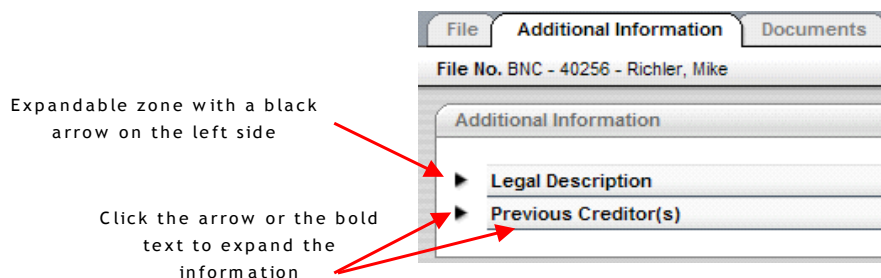 File Additional Information Documents
File No. BNC - 40256 - Richler, Mike
Additional Information
Legal Description
Previous Creditor(s)
Expandable zone with a black
arrow on the left side
Click the arrow or the bold
text to expand the
information